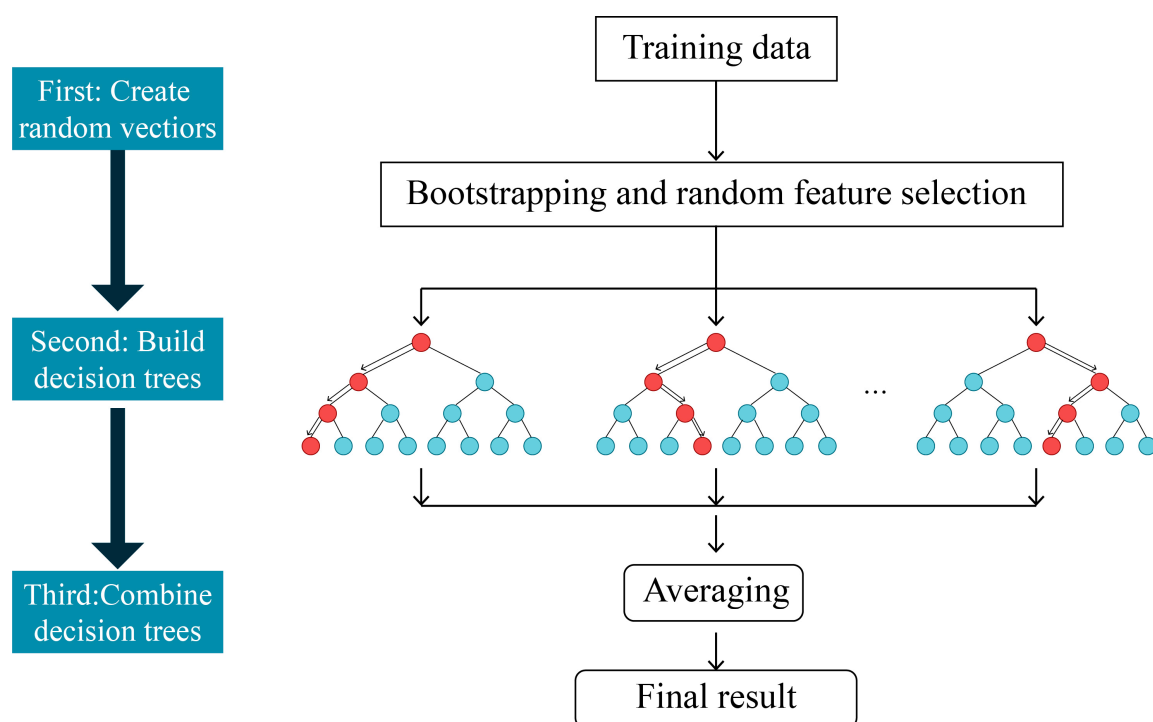 First: Create
random vectiors
Second: Build
decision trees
Third:Combine
decision trees
Training data
Bootstrapping and random feature selection
...
Averaging
Final result